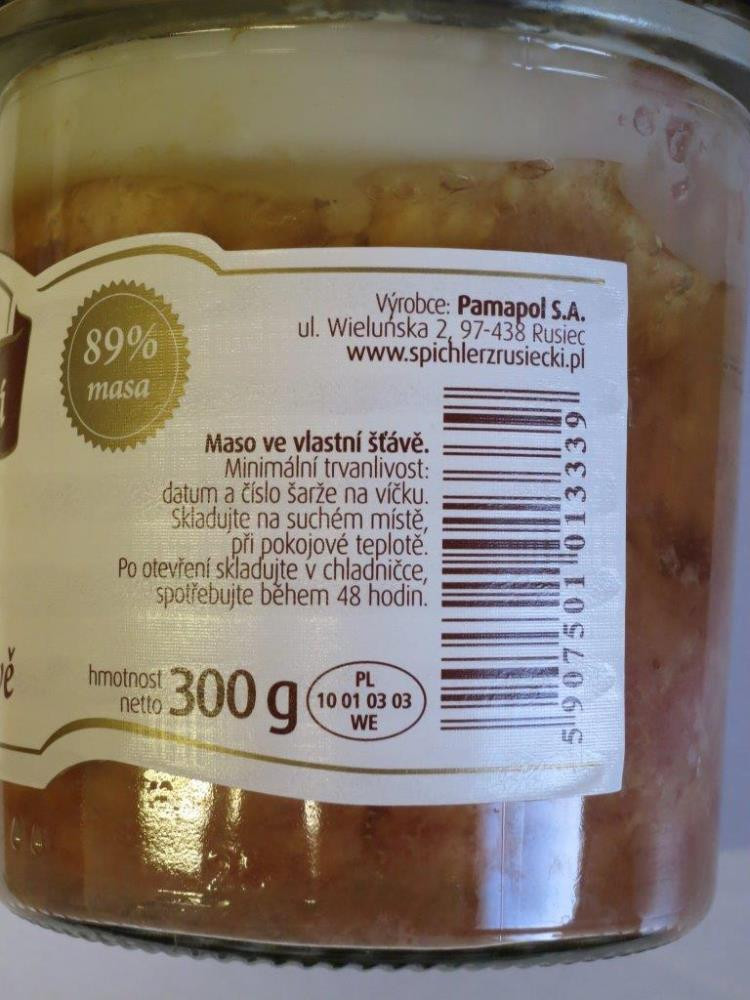 89%
masa
Výrobce: Pamapol S.A.
ul. Wieluńska 2, 97-438 Rusiec
www.spichlerzrusiecki.pl
Maso ve vlastní šťávě.
Minimální trvanlivost:
datum a číslo šarže na víčku.
Skladujte na suchém místě,
při pokojové teplotě.
Po otevření skladujte v chladničce,
spotřebujte během 48 hodin.
hmotnost
netto
300 g
PL
10 01 03 03
WE
5 907501 013339